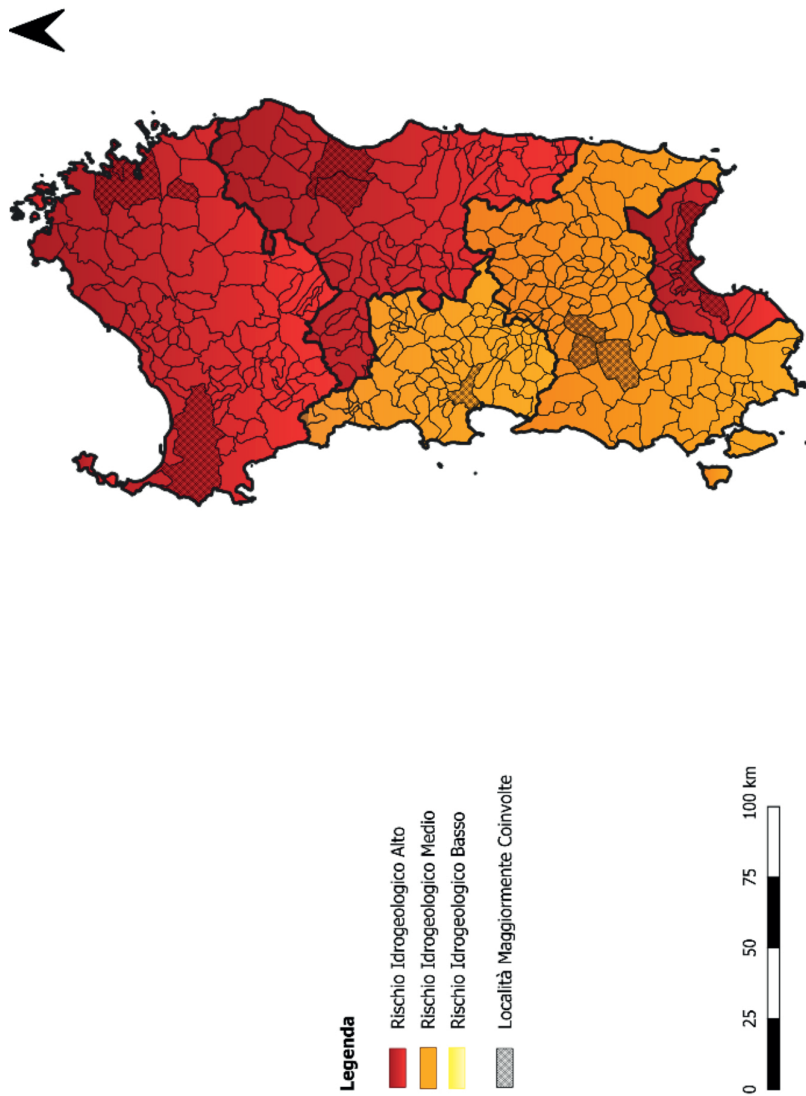 Legenda
Rischio Idrogeologico Alto
Rischio Idrogeologico Medio
Rischio Idrogeologico Basso
Località Maggiormente Coinvolte
0 25 50 75 100 km